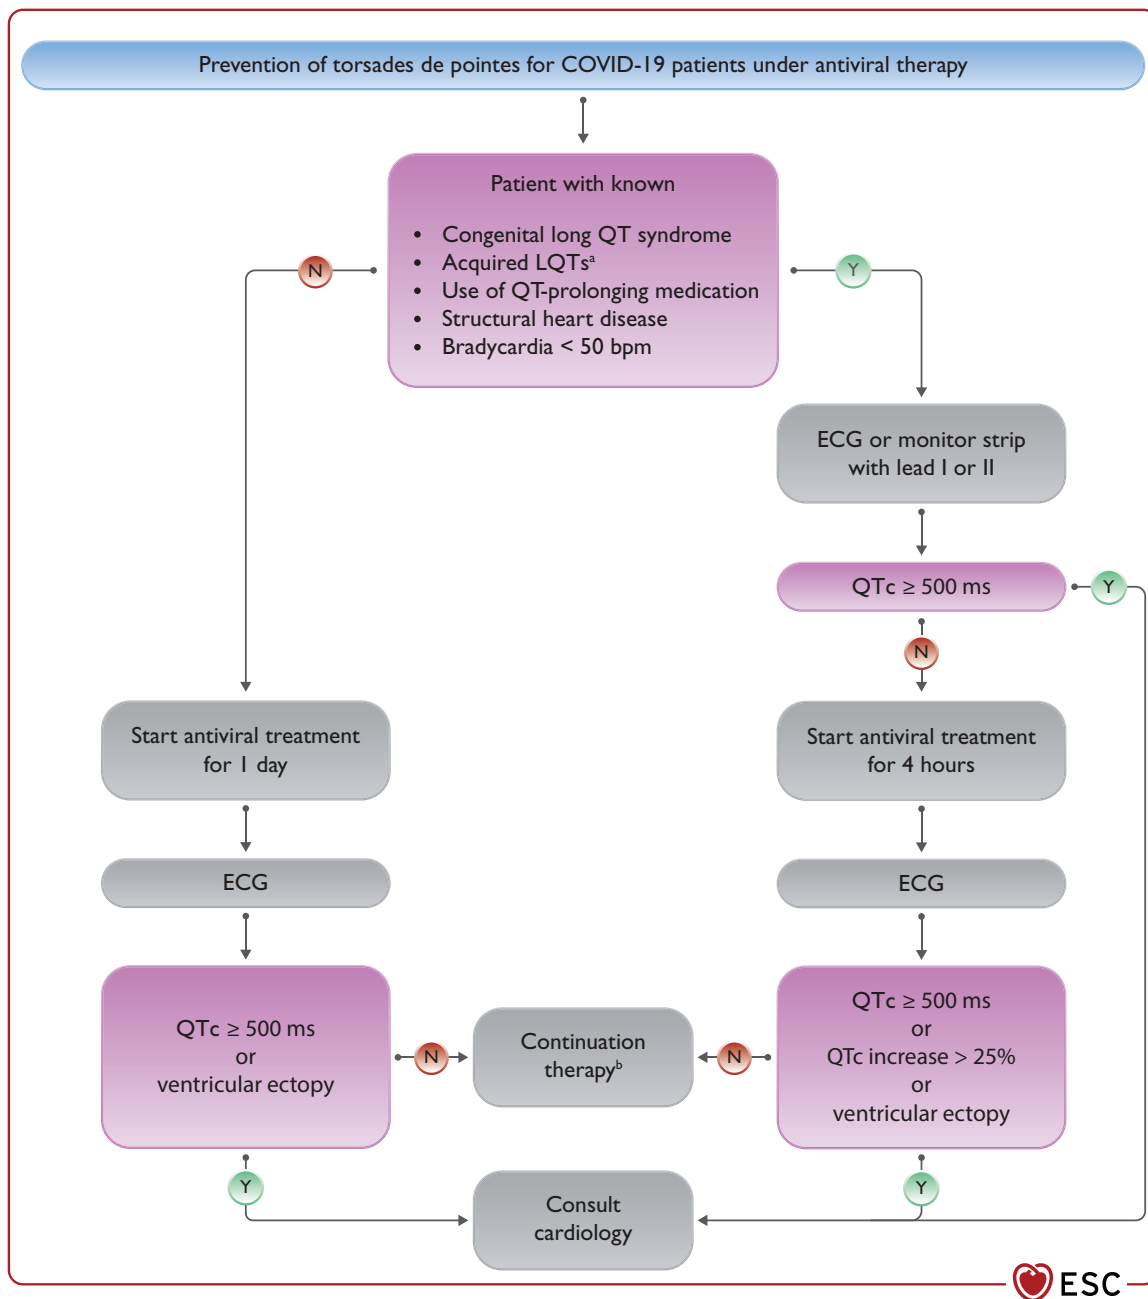 Prevention of torsades de pointes for COVID-19 patients under antiviral therapy
Patient with known
• Congenital long QT syndrome
• Acquired LQTsᵃ
• Use of QT-prolonging medication
• Structural heart disease
• Bradycardia < 50 bpm
N
Y
ECG or monitor strip
with lead I or II
QTc ≥ 500 ms
Y
N
Start antiviral treatment
for 1 day
Start antiviral treatment
for 4 hours
ECG
ECG
QTc ≥ 500 ms
or
ventricular ectopy
N
Continuation
therapyᵇ
N
QTc ≥ 500 ms
or
QTc increase > 25%
or
ventricular ectopy
Y
Y
Consult
cardiology
ESC